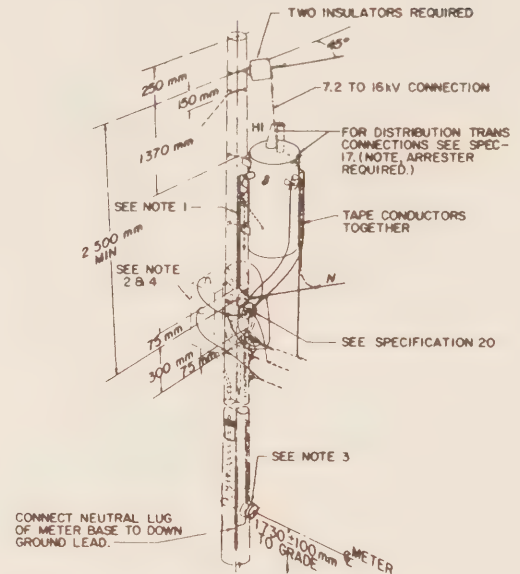 TWO INSULATORS REQUIRED
45°
250 mm
150 mm
7.2 TO 16kV CONNECTION
H1
1370 mm
FOR DISTRIBUTION TRANS
CONNECTIONS SEE SPEC-
17. (NOTE, ARRESTER
REQUIRED.)
SEE NOTE 1
TAPE CONDUCTORS
TOGETHER
2 500 mm
MIN
SEE NOTE
2 & 4
N
75 mm
SEE SPECIFICATION 20
300 mm
75 mm
SEE NOTE 3
CONNECT NEUTRAL LUG
OF METER BASE TO DOWN
GROUND LEAD.
1730 ±100 mm
TO GRADE
℄ METER